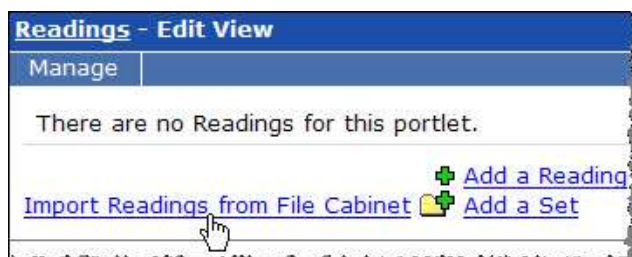 Readings - Edit View
Manage
There are no Readings for this portlet.
Add a Reading
Import Readings from File Cabinet Add a Set